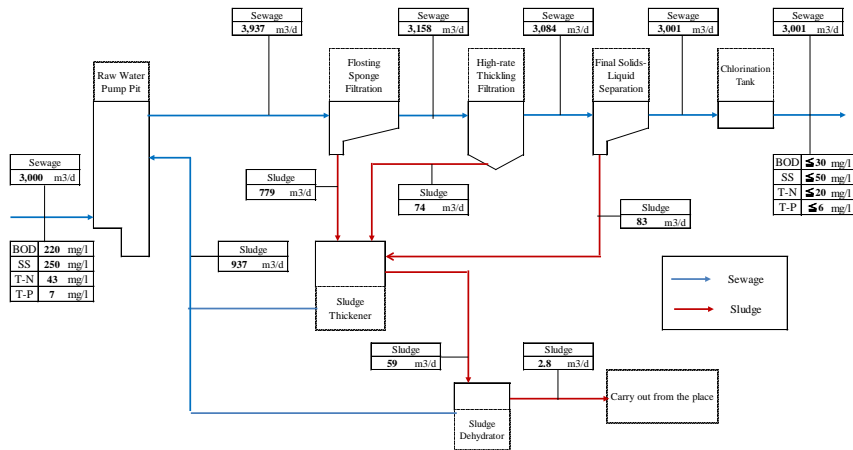 Sewage
3,937 m3/d
Sewage
3,158 m3/d
Sewage
3,084 m3/d
Sewage
3,001 m3/d
Sewage
3,001 m3/d
Raw Water
Pump Pit
Flosting
Sponge
Filtration
High-rate
Thickling
Filtration
Final Solids-
Liquid
Separation
Chlorination
Tank
Sewage
3,000 m3/d
BOD ≦30 mg/l
SS ≦50 mg/l
T-N ≦20 mg/l
T-P ≦6 mg/l
Sludge
779 m3/d
Sludge
74 m3/d
Sludge
83 m3/d
BOD 220 mg/l
SS 250 mg/l
T-N 43 mg/l
T-P 7 mg/l
Sludge
937 m3/d
Sludge
Thickener
Sewage
Sludge
Sludge
59 m3/d
Sludge
2.8 m3/d
Carry out from the place
Sludge
Dehydrator